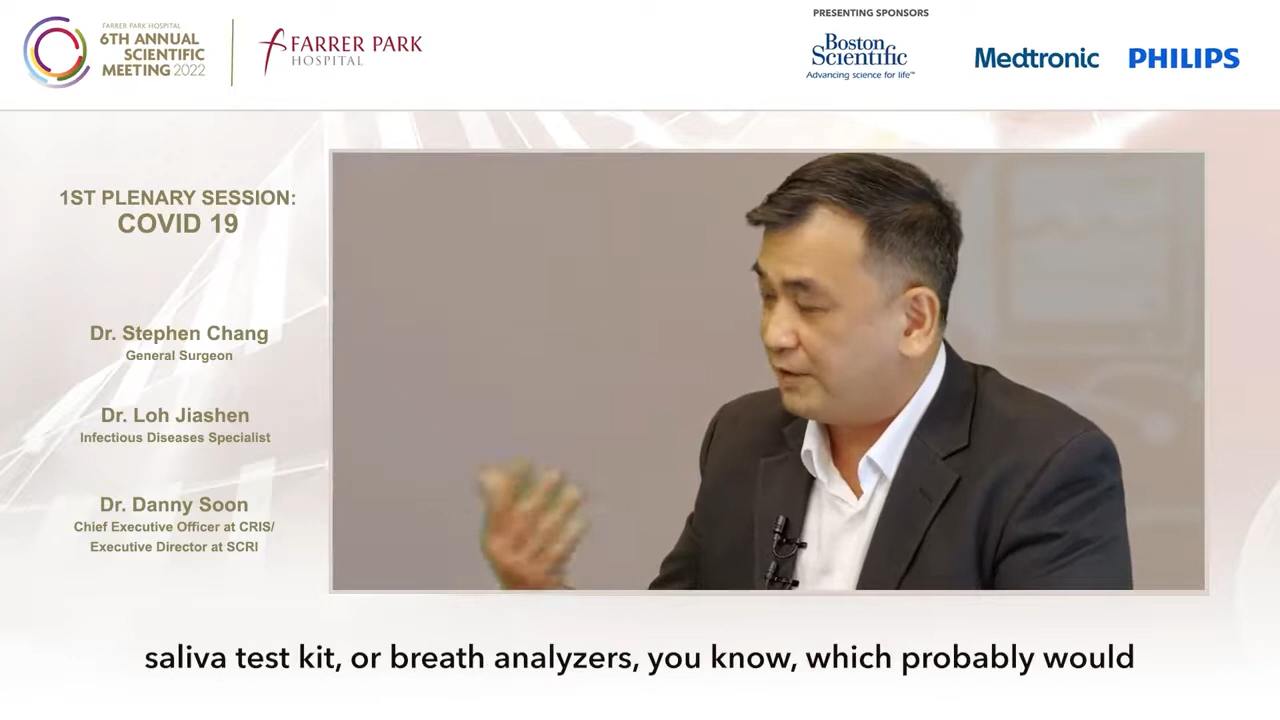 FARRER PARK HOSPITAL
6TH ANNUAL
SCIENTIFIC
MEETING 2022
FARRER PARK
HOSPITAL
PRESENTING SPONSORS
Boston
Scientific
Advancing science for life™
Medtronic
PHILIPS
1ST PLENARY SESSION:
COVID 19
Dr. Stephen Chang
General Surgeon
Dr. Loh Jiashen
Infectious Diseases Specialist
Dr. Danny Soon
Chief Executive Officer at CRIS/
Executive Director at SCRI
saliva test kit, or breath analyzers, you know, which probably would